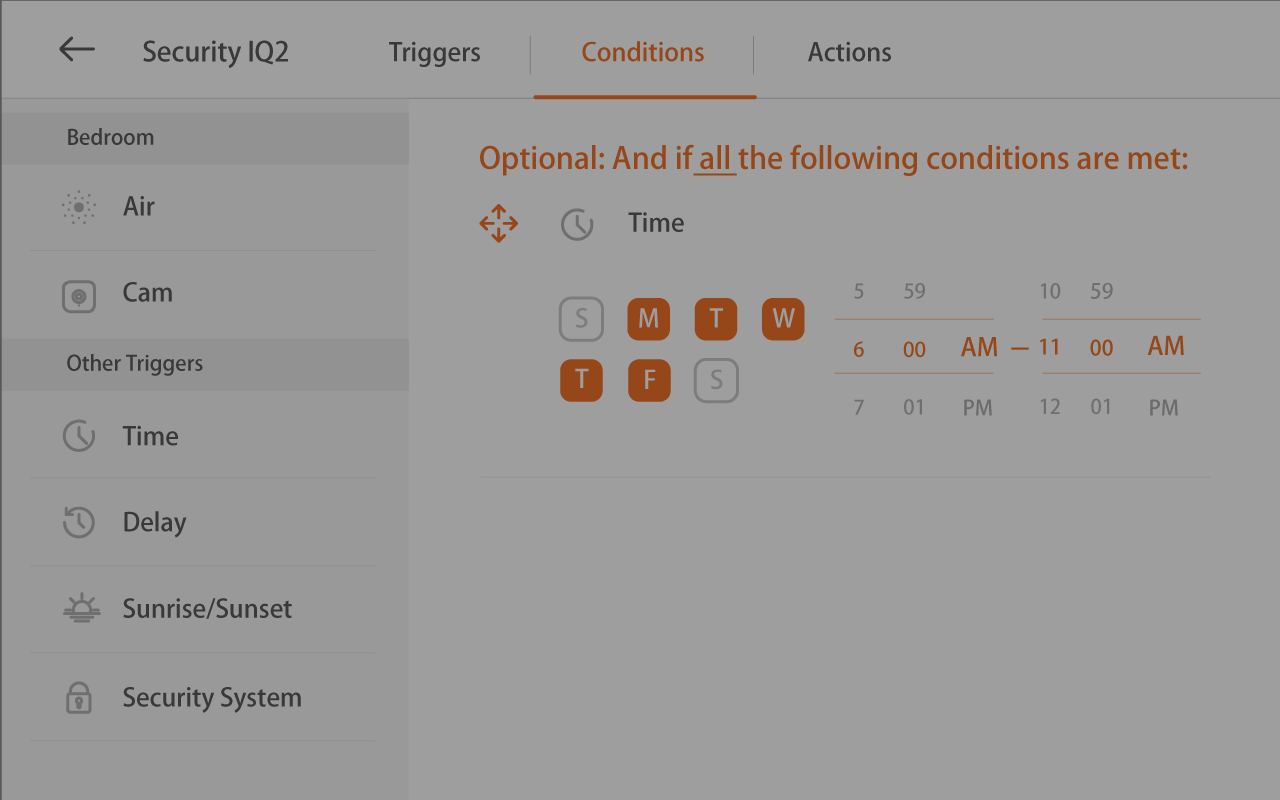 Security IQ2
Triggers
Conditions
Actions
Bedroom
Air
Cam
Other Triggers
Time
Delay
Sunrise/Sunset
Security System
Optional: And if all the following conditions are met:
Time
S M T W
T F S
5 59 10 59
6 00 AM – 11 00 AM
7 01 PM 12 01 PM